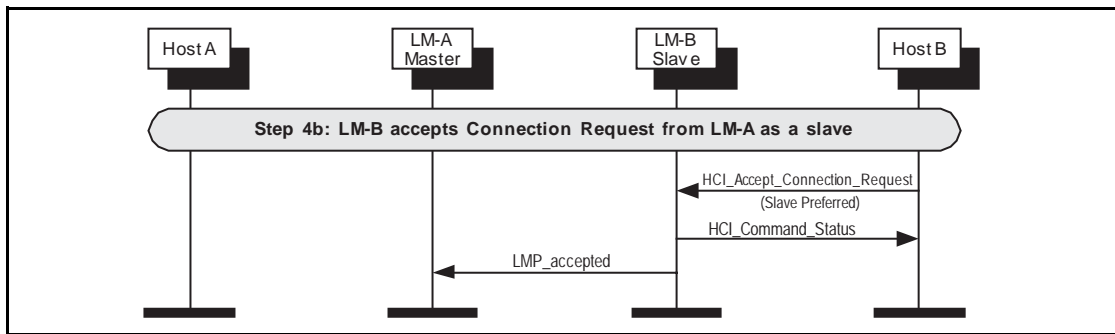 Host A
LM-A
Master
LM-B
Slave
Host B
Step 4b: LM-B accepts Connection Request from LM-A as a slave
HCI_Accept_Connection_Request
(Slave Preferred)
HCI_Command_Status
LMP_accepted